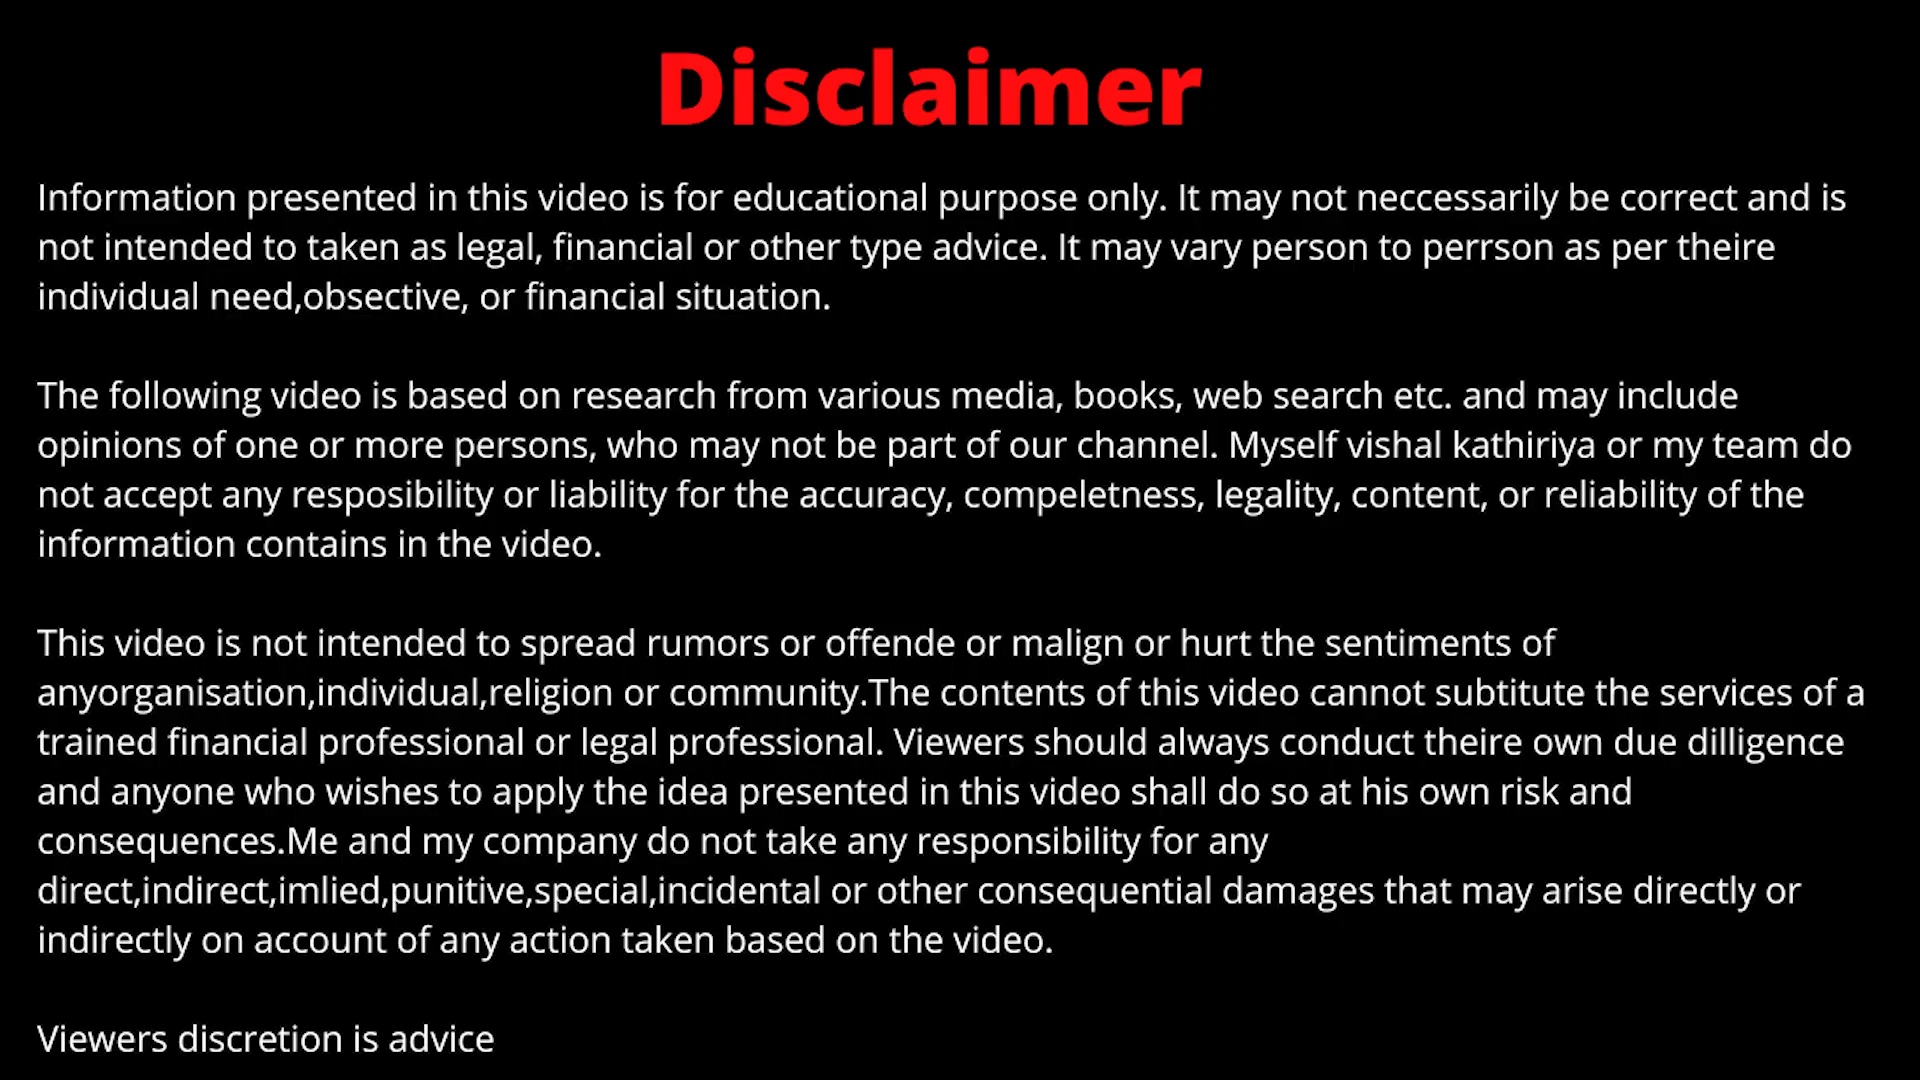 Disclaimer
Information presented in this video is for educational purpose only. It may not neccessarily be correct and is
not intended to taken as legal, financial or other type advice. It may vary person to perrson as per theire
individual need,obsective, or financial situation.
The following video is based on research from various media, books, web search etc. and may include
opinions of one or more persons, who may not be part of our channel. Myself vishal kathiriya or my team do
not accept any resposibility or liability for the accuracy, compeletness, legality, content, or reliability of the
information contains in the video.
This video is not intended to spread rumors or offende or malign or hurt the sentiments of
anyorganisation,individual,religion or community.The contents of this video cannot subtitute the services of a
trained financial professional or legal professional. Viewers should always conduct theire own due dilligence
and anyone who wishes to apply the idea presented in this video shall do so at his own risk and
consequences.Me and my company do not take any responsibility for any
direct,indirect,imlied,punitive,special,incidental or other consequential damages that may arise directly or
indirectly on account of any action taken based on the video.
Viewers discretion is advice